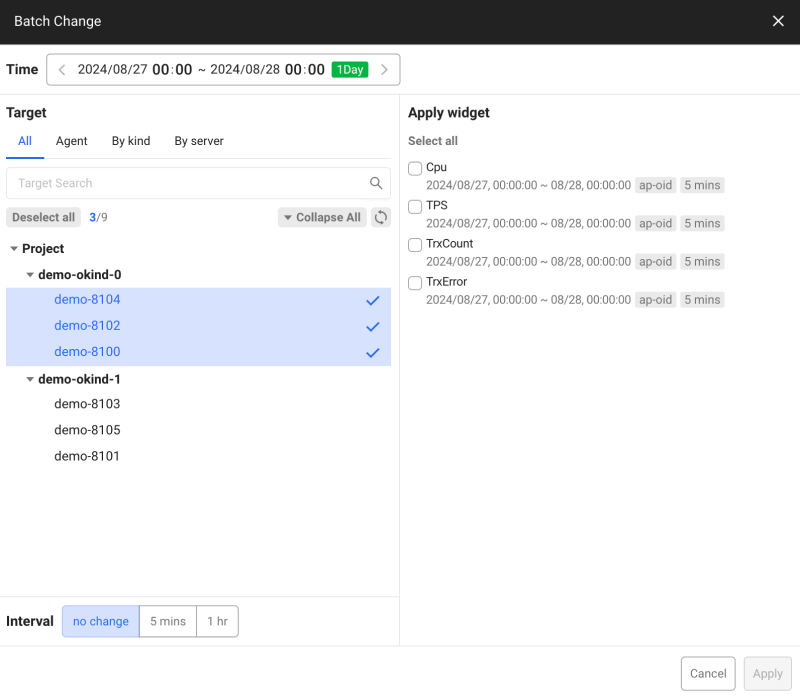 Batch Change
Time 2024/08/27 00:00 ~ 2024/08/28 00:00 1Day
Target
All Agent By kind By server
Target Search
Deselect all 3/9 Collapse All
Project
demo-okind-0
demo-8104
demo-8102
demo-8100
demo-okind-1
demo-8103
demo-8105
demo-8101
Interval no change 5 mins 1 hr
Apply widget
Select all
Cpu
2024/08/27, 00:00:00 ~ 08/28, 00:00:00 ap-oid 5 mins
TPS
2024/08/27, 00:00:00 ~ 08/28, 00:00:00 ap-oid 5 mins
TrxCount
2024/08/27, 00:00:00 ~ 08/28, 00:00:00 ap-oid 5 mins
TrxError
2024/08/27, 00:00:00 ~ 08/28, 00:00:00 ap-oid 5 mins
Cancel Apply